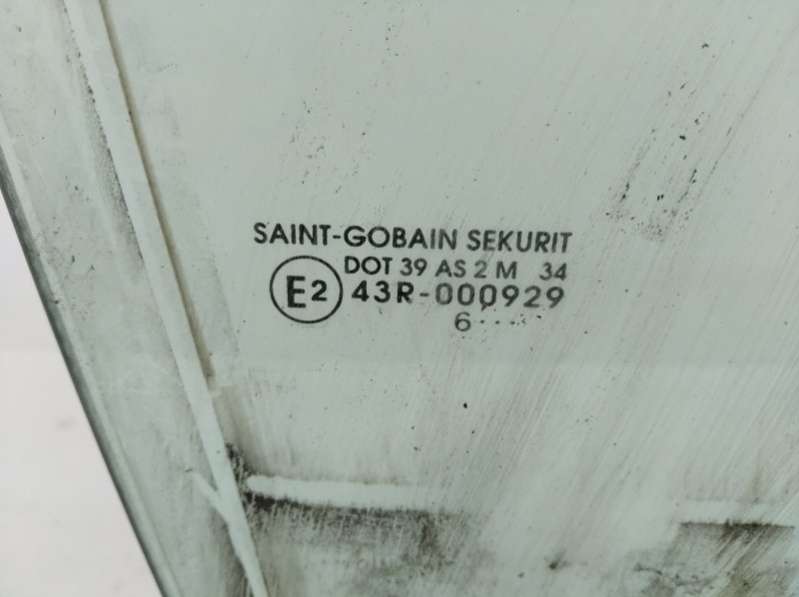 SAINT-GOBAIN SEKURIT
DOT 39 AS 2 M 34
E2 43R-000929
6....